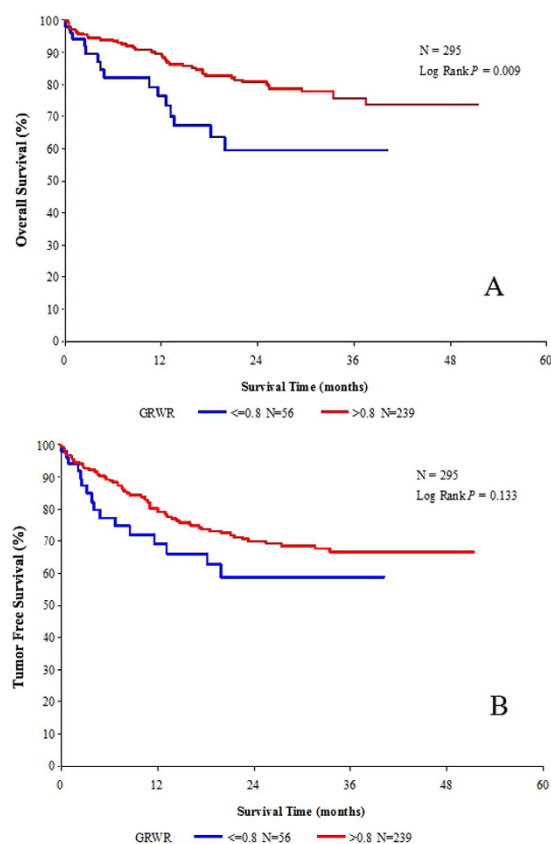 100
90
80
70
60
50
40
30
20
10
0
Overall Survival (%)
N = 295
Log Rank P = 0.009
A
0 12 24 36 48 60
Survival Time (months)
GRWR <=0.8 N=56 >0.8 N=239
100
90
80
70
60
50
40
30
20
10
0
Tumor Free Survival (%)
N = 295
Log Rank P = 0.133
B
0 12 24 36 48 60
Survival Time (months)
GRWR <=0.8 N=56 >0.8 N=239